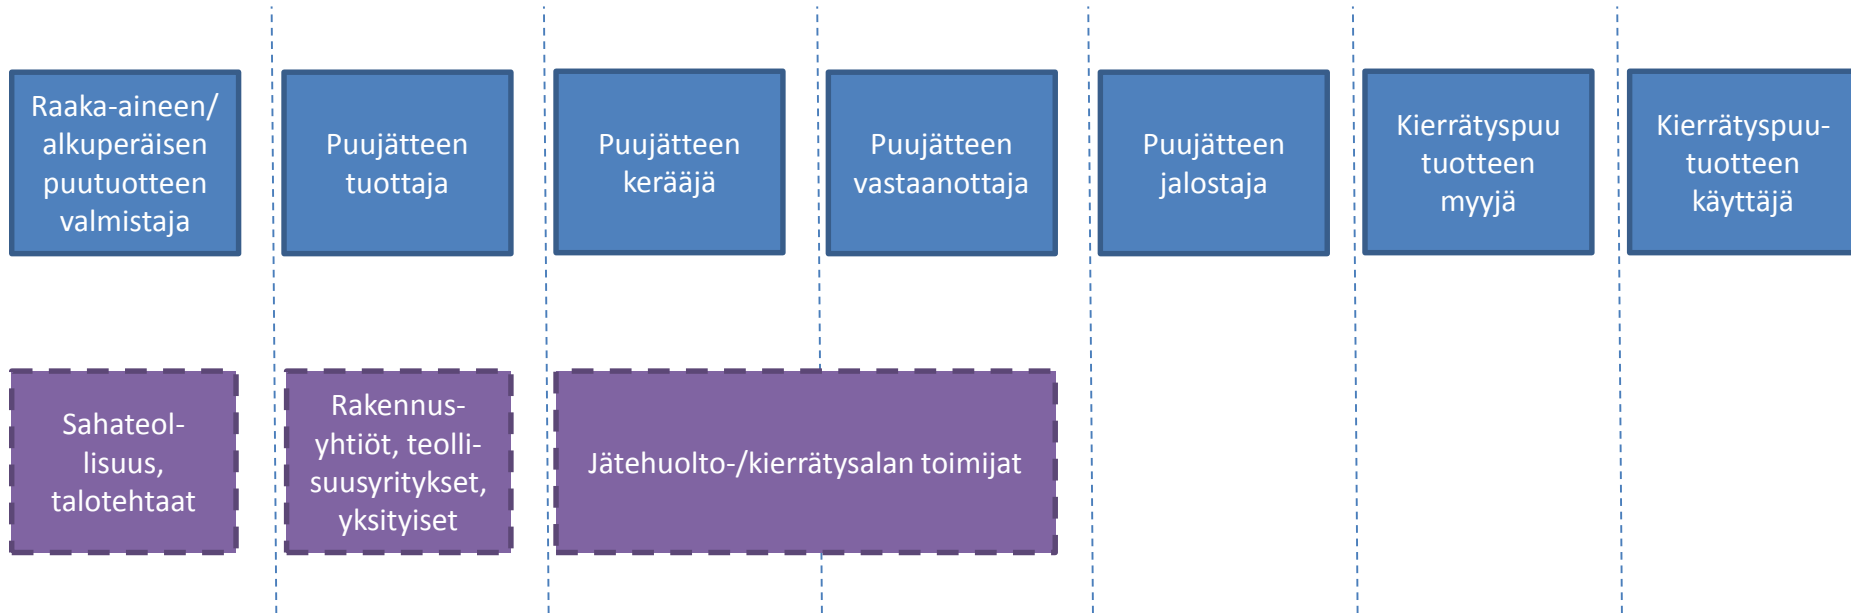 Raaka-aineen/
alkuperäisen
puutuotteen
valmistaja
Puujätteen
tuottaja
Puujätteen
kerääjä
Puujätteen
vastaanottaja
Puujätteen
jalostaja
Kierrätyspuu
tuotteen
myyjä
Kierrätyspuu-
tuotteen
käyttäjä
Sahateol-
lisuus,
talotehtaat
Rakennus-
yhtiöt, teolli-
suusyritykset,
yksityiset
Jätehuolto-/kierrätysalan toimijat